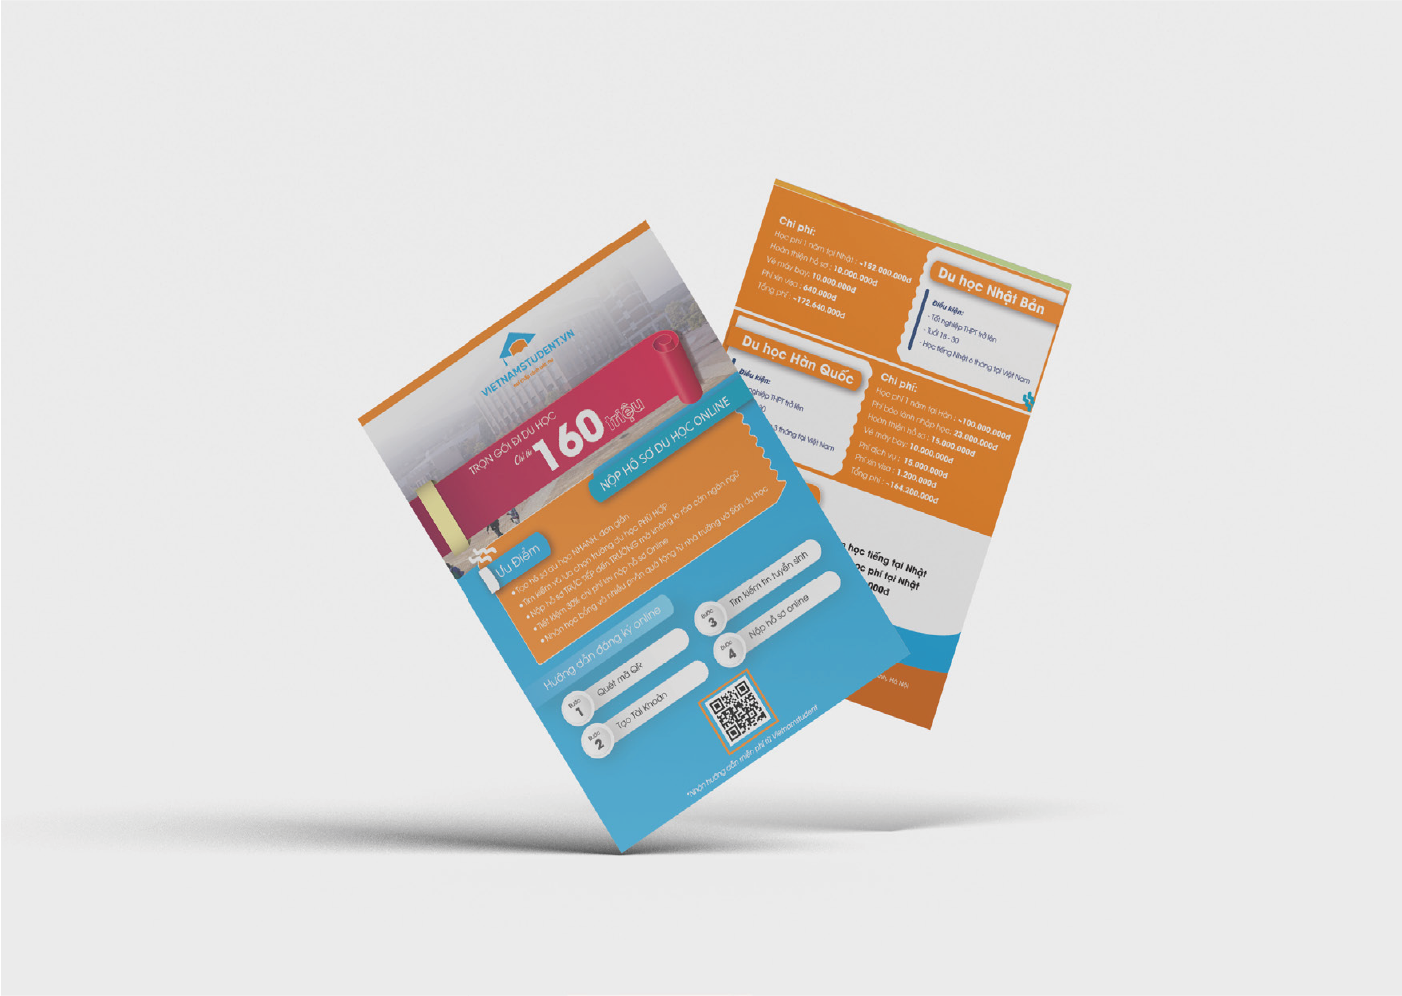 VIETNAMSTUDENT.VN
TRỌN GÓI ĐI DU HỌC
Chỉ từ 160 triệu
NỘP HỒ SƠ DU HỌC ONLINE
Ưu Điểm
• Tạo hồ sơ du học NHANH, đơn giản
• Tìm kiếm và lựa chọn trường du học PHÙ HỢP
• Nộp hồ sơ TRỰC TIẾP đến TRƯỜNG mà không lo rào cản ngôn ngữ
• Tiết kiệm 30% chi phí khi nộp hồ sơ Online
• Nhận học bổng và nhiều phần quà tặng từ nhà trường và Bản du học
Hướng dẫn đăng ký online
Bước 1
Quét mã QR
Bước 2
Tạo Tài Khoản
Bước 3
Tìm kiếm tin tuyển sinh
Bước 4
Nộp hồ sơ online
*Nhận hướng dẫn miễn phí từ Vietnamstudent
Chi phí:
Học phí 1 năm tại Nhật : ~152.000.000đ
Hoàn thiện hồ sơ : 10.000.000đ
Vé máy bay: 10.000.000đ
Phí xin visa : 640.000đ
Tổng phí : ~172.640.000đ
Du học Nhật Bản
Điều kiện:
- Tốt nghiệp THPT trở lên
- Tuổi 18 - 30
- Học tiếng Nhật 6 tháng tại Việt Nam
Du học Hàn Quốc
Điều kiện:
nghiệp THPT trở lên
30
3 tháng tại Việt Nam
Chi phí:
Học phí 1 năm tại Hàn : ~100.000.000đ
Phí bảo lãnh nhập học: 23.000.000đ
Hoàn thiện hồ sơ : 15.000.000đ
Vé máy bay: 10.000.000đ
Phí dịch vụ : 15.000.000đ
Phí xin visa : 1.200.000đ
Tổng phí : ~164.200.000đ
học tiếng tại Nhật
học phí tại Nhật
000đ
Hà Nội